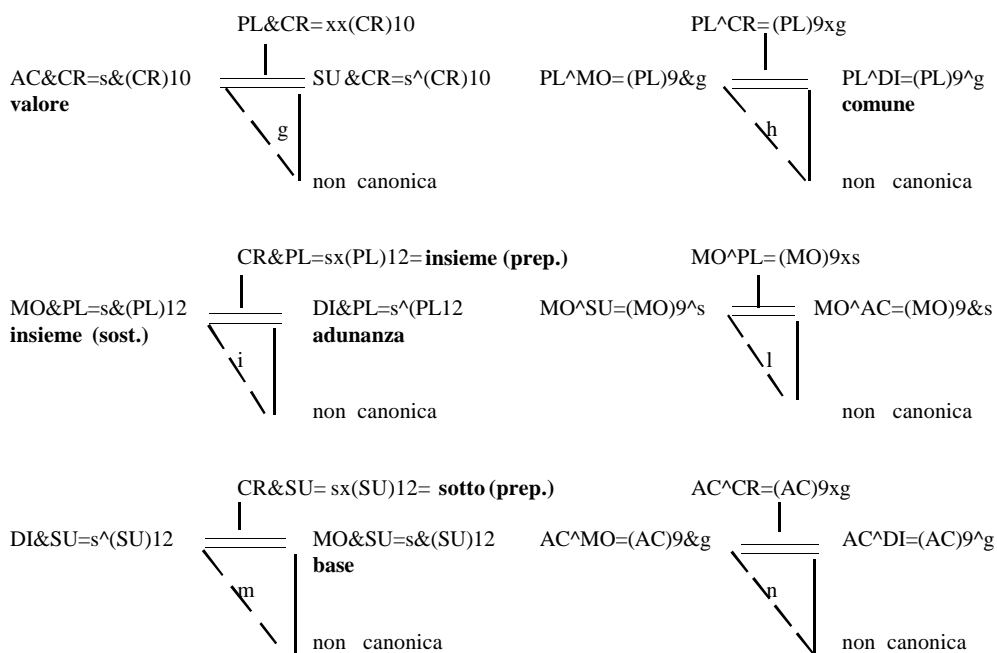 PL&CR= xx(CR)10
PL^CR= (PL)9xg
AC&CR=s&(CR)10
SU &CR=s^(CR)10
PL^MO=(PL)9&g
PL^DI=(PL)9^g
valore
comune
g
h
non canonica
non canonica
CR&PL=sx(PL)12= insieme (prep.)
MO^PL= (MO)9xs
MO&PL=s&(PL)12
DI&PL=s^(PL12
MO^SU=(MO)9^s
MO^AC=(MO)9&s
insieme (sost.)
adunanza
i
l
non canonica
non canonica
CR&SU= sx(SU)12= sotto (prep.)
AC^CR=(AC)9xg
DI&SU=s^(SU)12
MO&SU=s&(SU)12
AC^MO=(AC)9&g
AC^DI=(AC)9^g
base
m
n
non canonica
non canonica